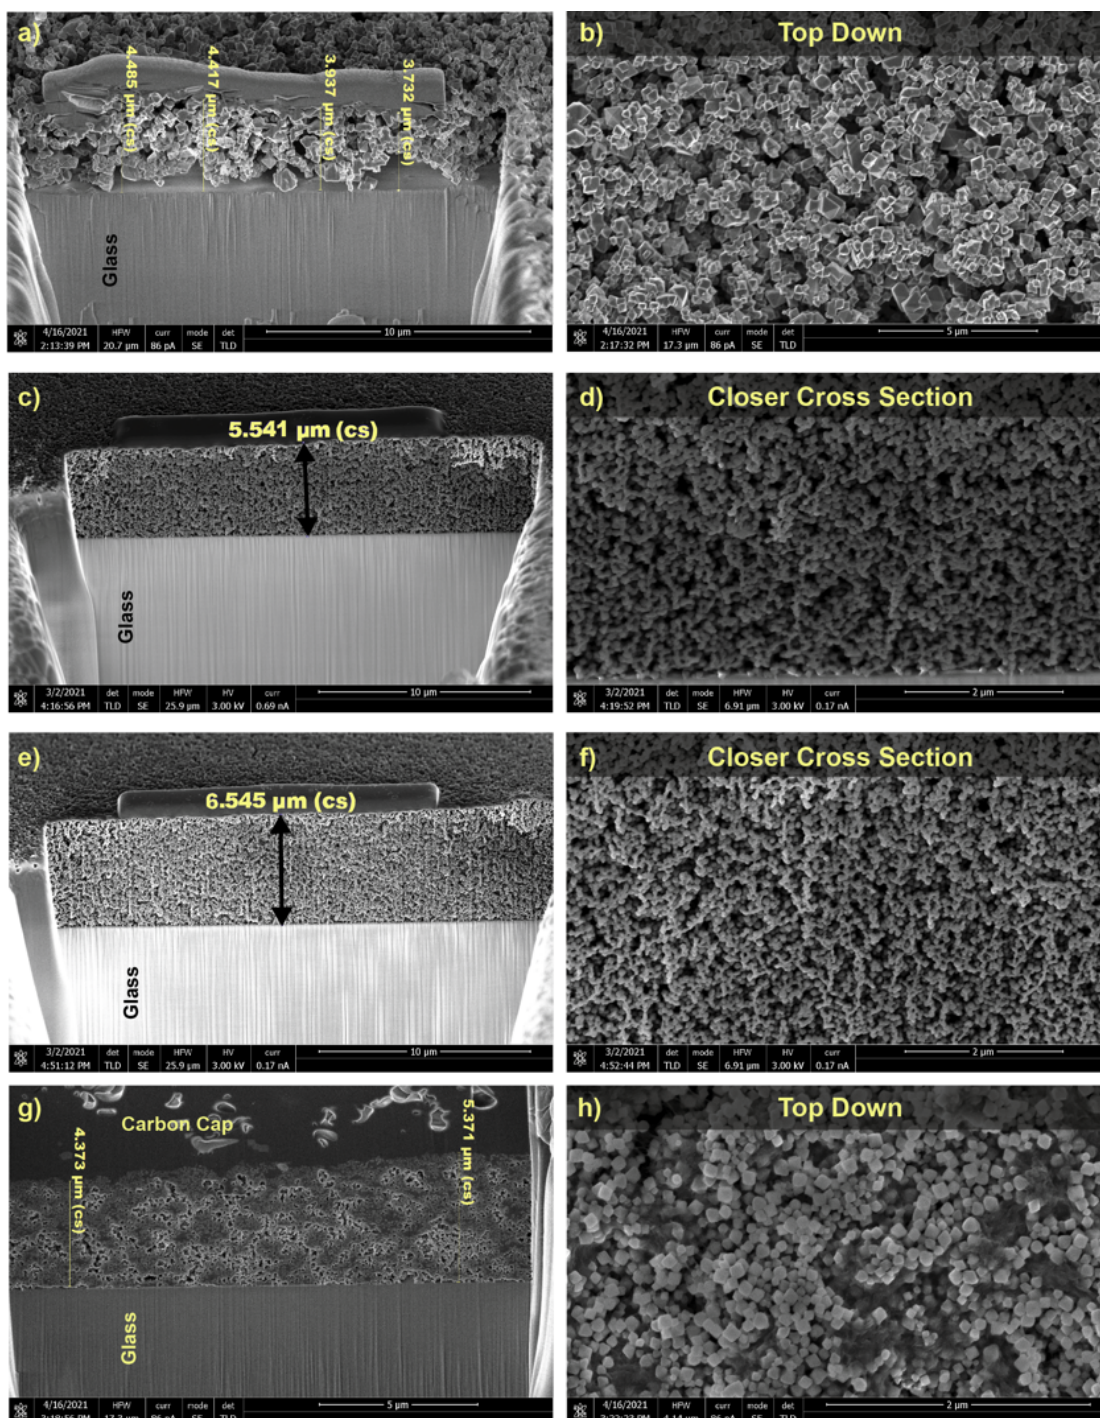 a)
4.485 µm (cs)
4.417 µm (cs)
3.937 µm (cs)
3.732 µm (cs)
Glass
4/16/2021 HFW curr mode det 10 µm
2:13:39 PM 20.7 µm 86 pA SE TLD
b) Top Down
4/16/2021 HFW curr mode det 5 µm
2:17:32 PM 17.3 µm 86 pA SE TLD
c)
5.541 µm (cs)
Glass
3/2/2021 det mode HFW HV curr 10 µm
4:16:56 PM TLD SE 25.9 µm 3.00 kV 0.69 nA
d) Closer Cross Section
3/2/2021 det mode HFW HV curr 2 µm
4:19:52 PM TLD SE 6.91 µm 3.00 kV 0.17 nA
e)
6.545 µm (cs)
Glass
3/2/2021 det mode HFW HV curr 10 µm
4:51:12 PM TLD SE 25.9 µm 3.00 kV 0.17 nA
f) Closer Cross Section
3/2/2021 det mode HFW HV curr 2 µm
4:52:44 PM TLD SE 6.91 µm 3.00 kV 0.17 nA
g)
Carbon Cap
4.373 µm (cs)
5.371 µm (cs)
Glass
4/16/2021 HFW curr mode det 5 µm
h) Top Down
4/16/2021 HFW curr mode det 2 µm